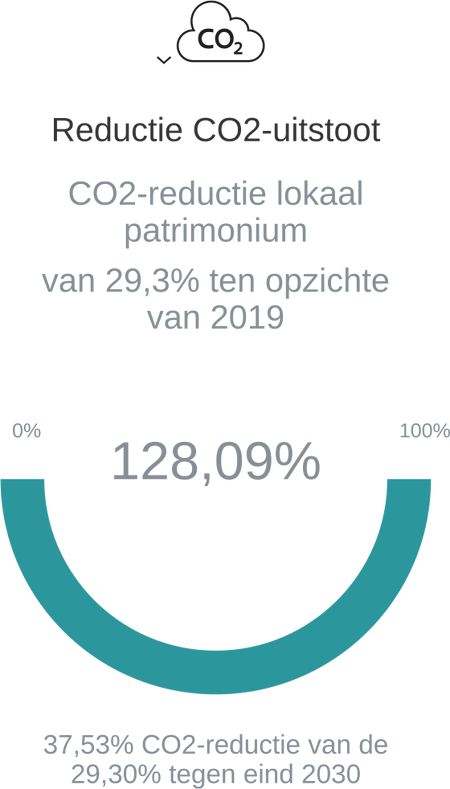 CO2
Reductie CO2-uitstoot
CO2-reductie lokaal
patrimonium
van 29,3% ten opzichte
van 2019
0%
100%
128,09%
37,53% CO2-reductie van de
29,30% tegen eind 2030